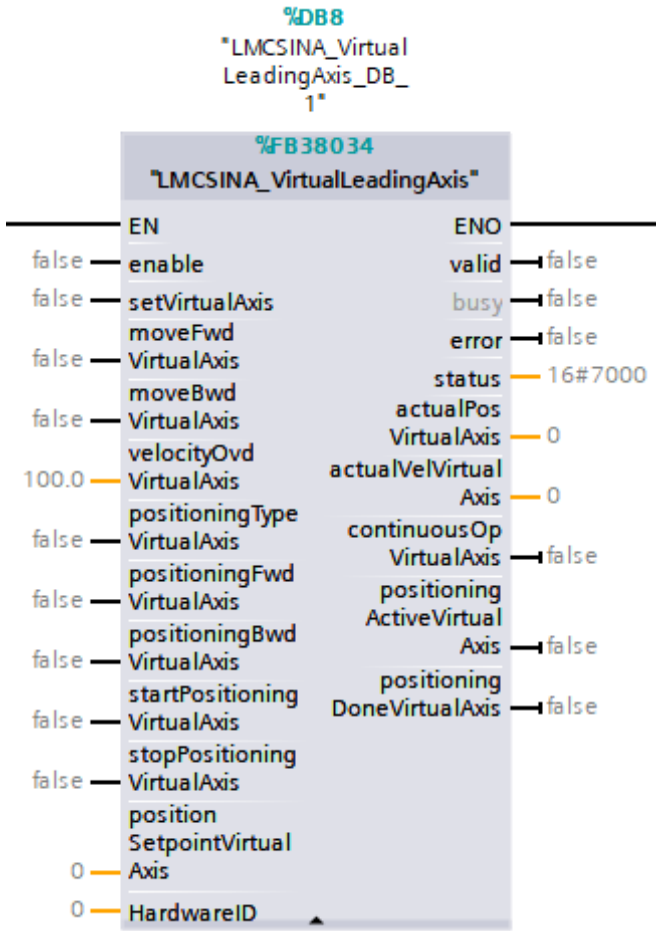 %DB8
"LMCSINA_Virtual
LeadingAxis_DB_
1"
%FB38034
"LMCSINA_VirtualLeadingAxis"
EN ENO
false enable valid false
false setVirtualAxis busy false
moveFwd
false VirtualAxis error false
moveBwd status 16#7000
false VirtualAxis actualPos
velocityOvd VirtualAxis 0
100.0 VirtualAxis actualVelVirtual
positioningType Axis 0
false VirtualAxis continuousOp
positioningFwd VirtualAxis false
false VirtualAxis positioning
positioningBwd ActiveVirtual
false VirtualAxis Axis false
startPositioning positioning
false VirtualAxis DoneVirtualAxis false
stopPositioning
false VirtualAxis
position
SetpointVirtual
0 Axis
0 HardwareID